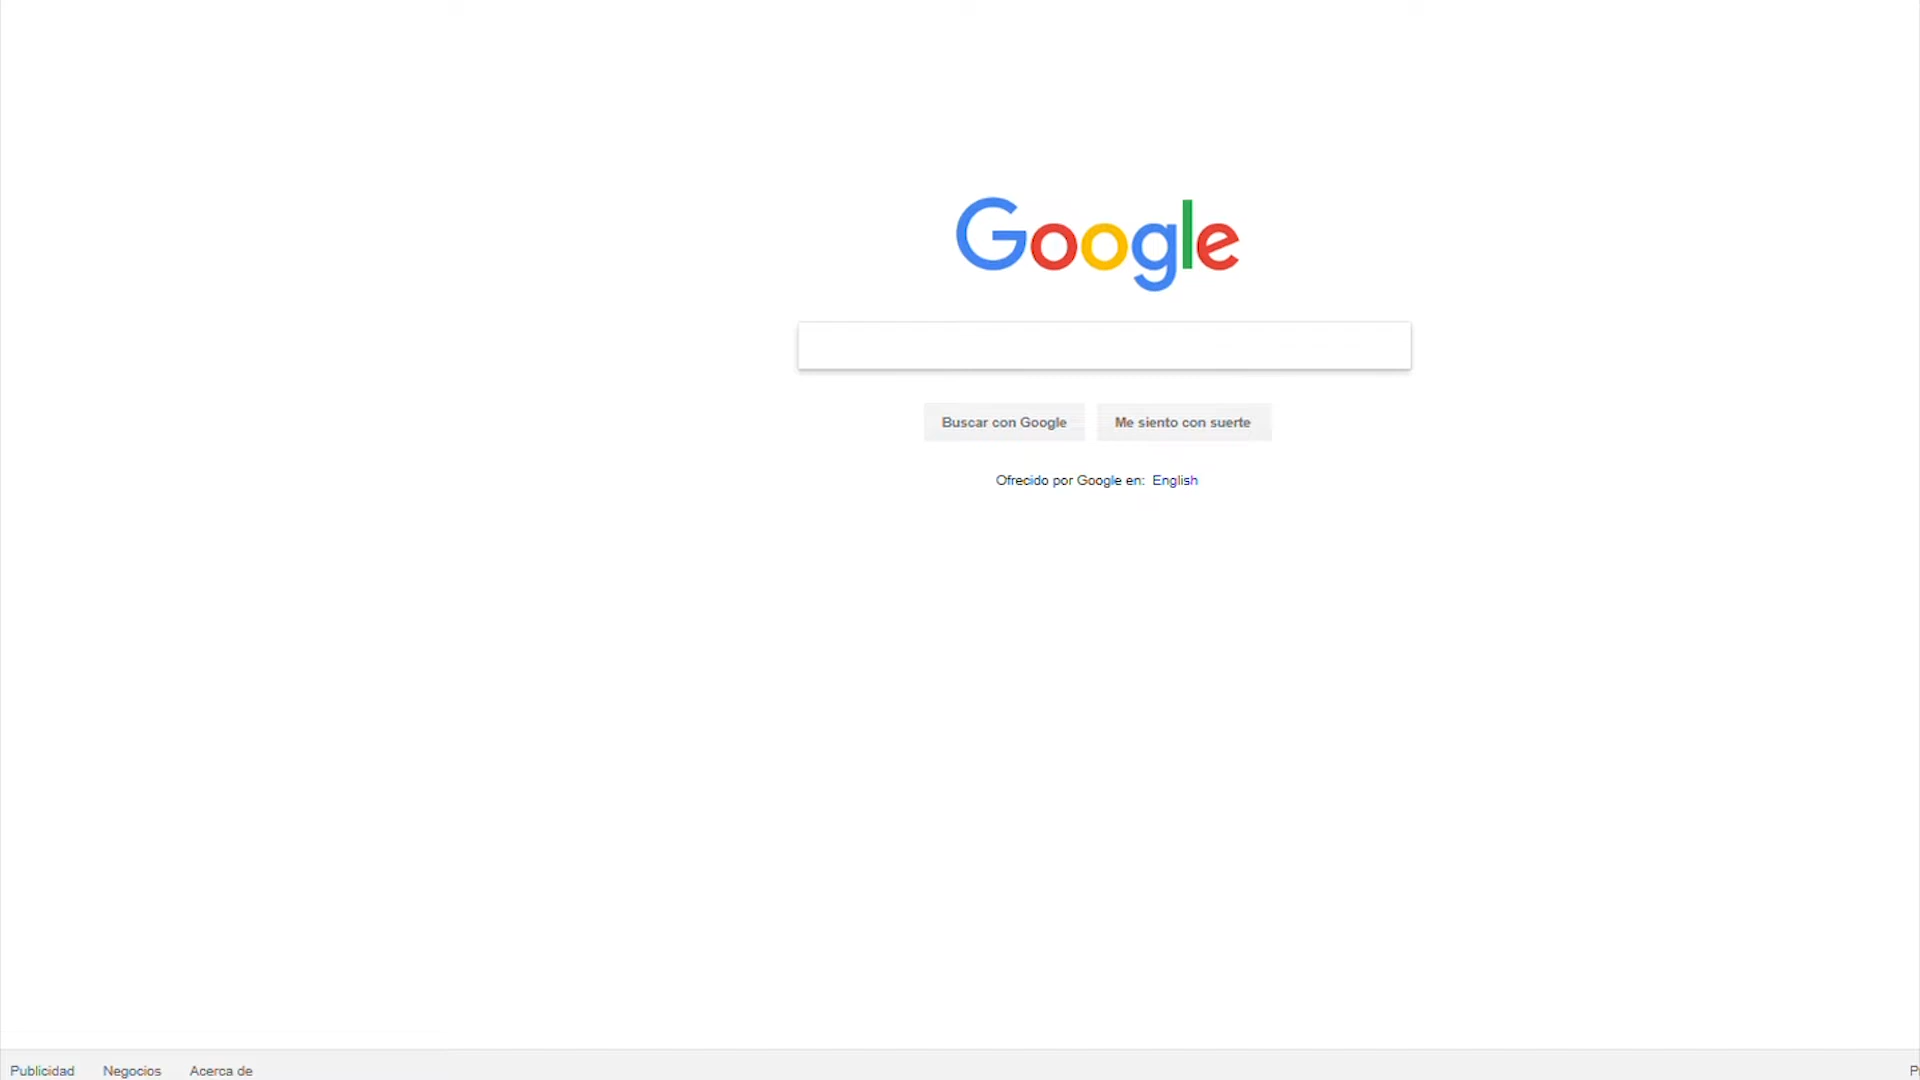 Google
Buscar con Google Me siento con suerte
Ofrecido por Google en: English
Publicidad Negocios Acerca de